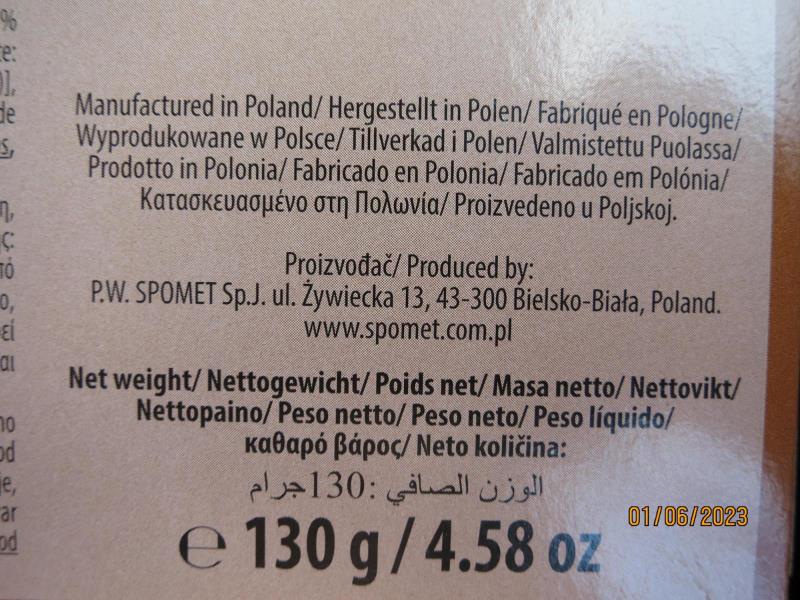 %
Manufactured in Poland/ Hergestellt in Polen/ Fabriqué en Pologne/
Wyprodukowane w Polsce/ Tillverkad i Polen/ Valmistettu Puolassa/
Prodotto in Polonia/ Fabricado en Polonia/ Fabricado em Polónia/
Κατασκευασμένο στη Πολωνία/ Proizvedeno u Poljskoj.
Proizvođač/ Produced by:
P.W. SPOMET Sp.J. ul. Żywiecka 13, 43-300 Bielsko-Biała, Poland.
www.spomet.com.pl
Net weight/ Nettogewicht/ Poids net/ Masa netto/ Nettovikt/
Nettopaino/ Peso netto/ Peso neto/ Peso líquido/
καθαρό βάρος/ Neto količina:
الوزن الصافي :130جرام
℮ 130 g / 4.58 oz
01/06/2023